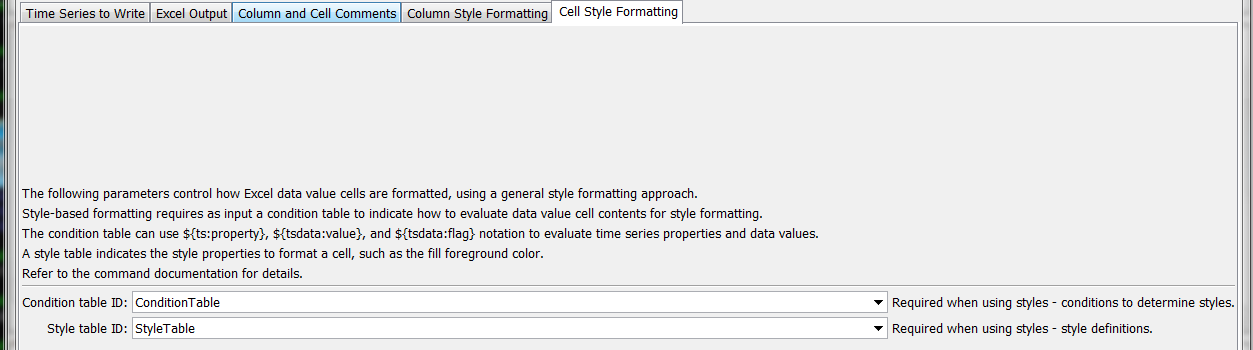 Time Series to Write Excel Output Column and Cell Comments Column Style Formatting Cell Style Formatting
The following parameters control how Excel data value cells are formatted, using a general style formatting approach.
Style-based formatting requires as input a condition table to indicate how to evaluate data value cell contents for style formatting.
The condition table can use ${ts:property}, ${tsdata:value}, and ${tsdata:flag} notation to evaluate time series properties and data values.
A style table indicates the style properties to format a cell, such as the fill foreground color.
Refer to the command documentation for details.
Condition table ID: ConditionTable Required when using styles - conditions to determine styles.
Style table ID: StyleTable Required when using styles - style definitions.